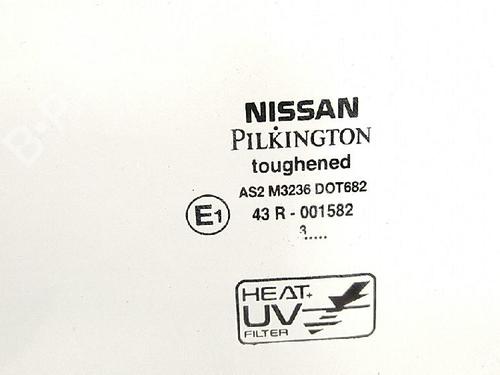 NISSAN
PILKINGTON
toughened
AS2 M3236 DOT682
E1 43 R - 001582
3.....
HEAT+
UV
FILTER